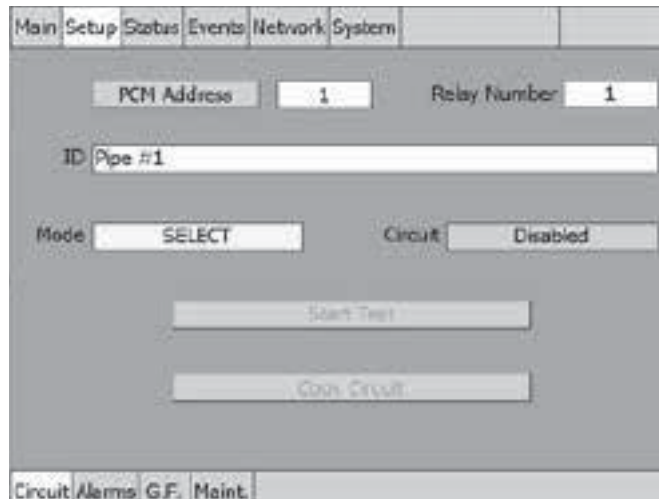 Main Setup Status Events Network System
PCM Address 1 Relay Number 1
ID Pipe #1
Mode SELECT Circuit Disabled
Start Test
Copy Circuit
Circuit Alarms G.F. Maint.